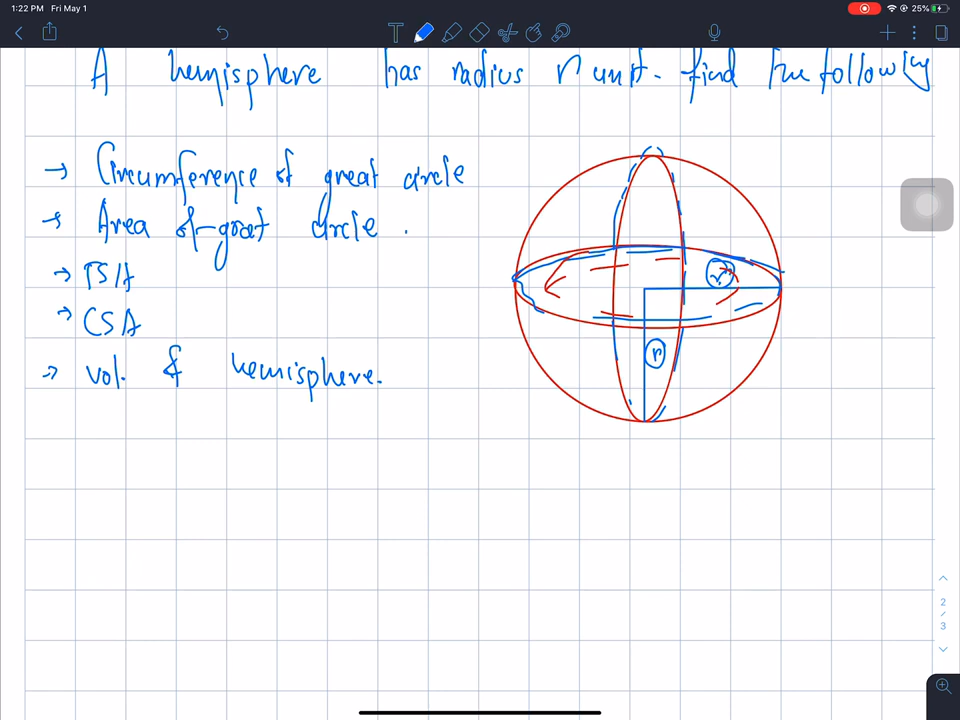 1:22 PM Fri May 1
25%
A hemisphere has radius r unit. find the following
→ Circumference of great circle
→ Area of great circle.
→ TSA
→ CSA
→ vol. of hemisphere.
r
r
2
/
3